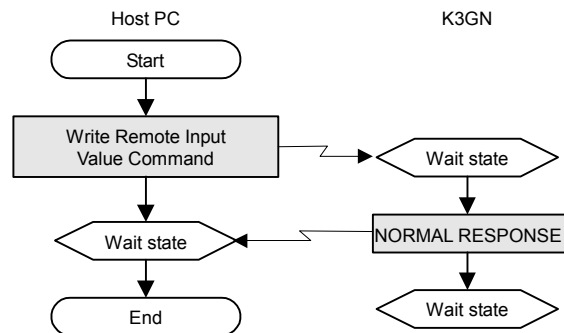 Host PC
K3GN
Start
Write Remote Input
Value Command
Wait state
Wait state
NORMAL RESPONSE
End
Wait state